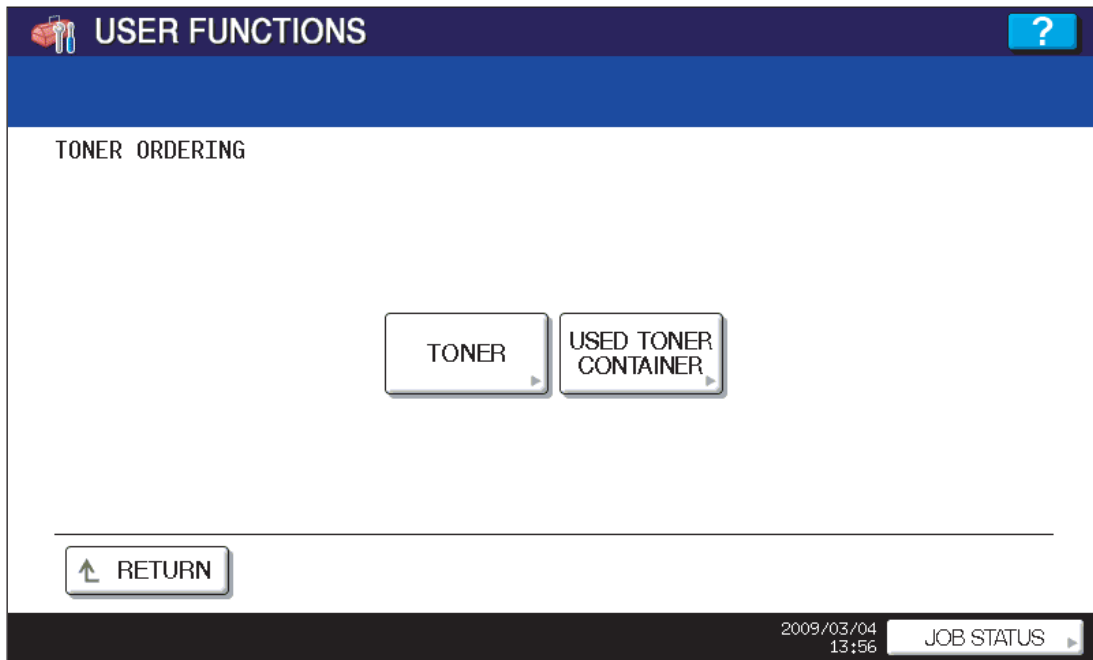 USER FUNCTIONS
?
TONER ORDERING
TONER
USED TONER
CONTAINER
RETURN
2009/03/04
13:56
JOB STATUS